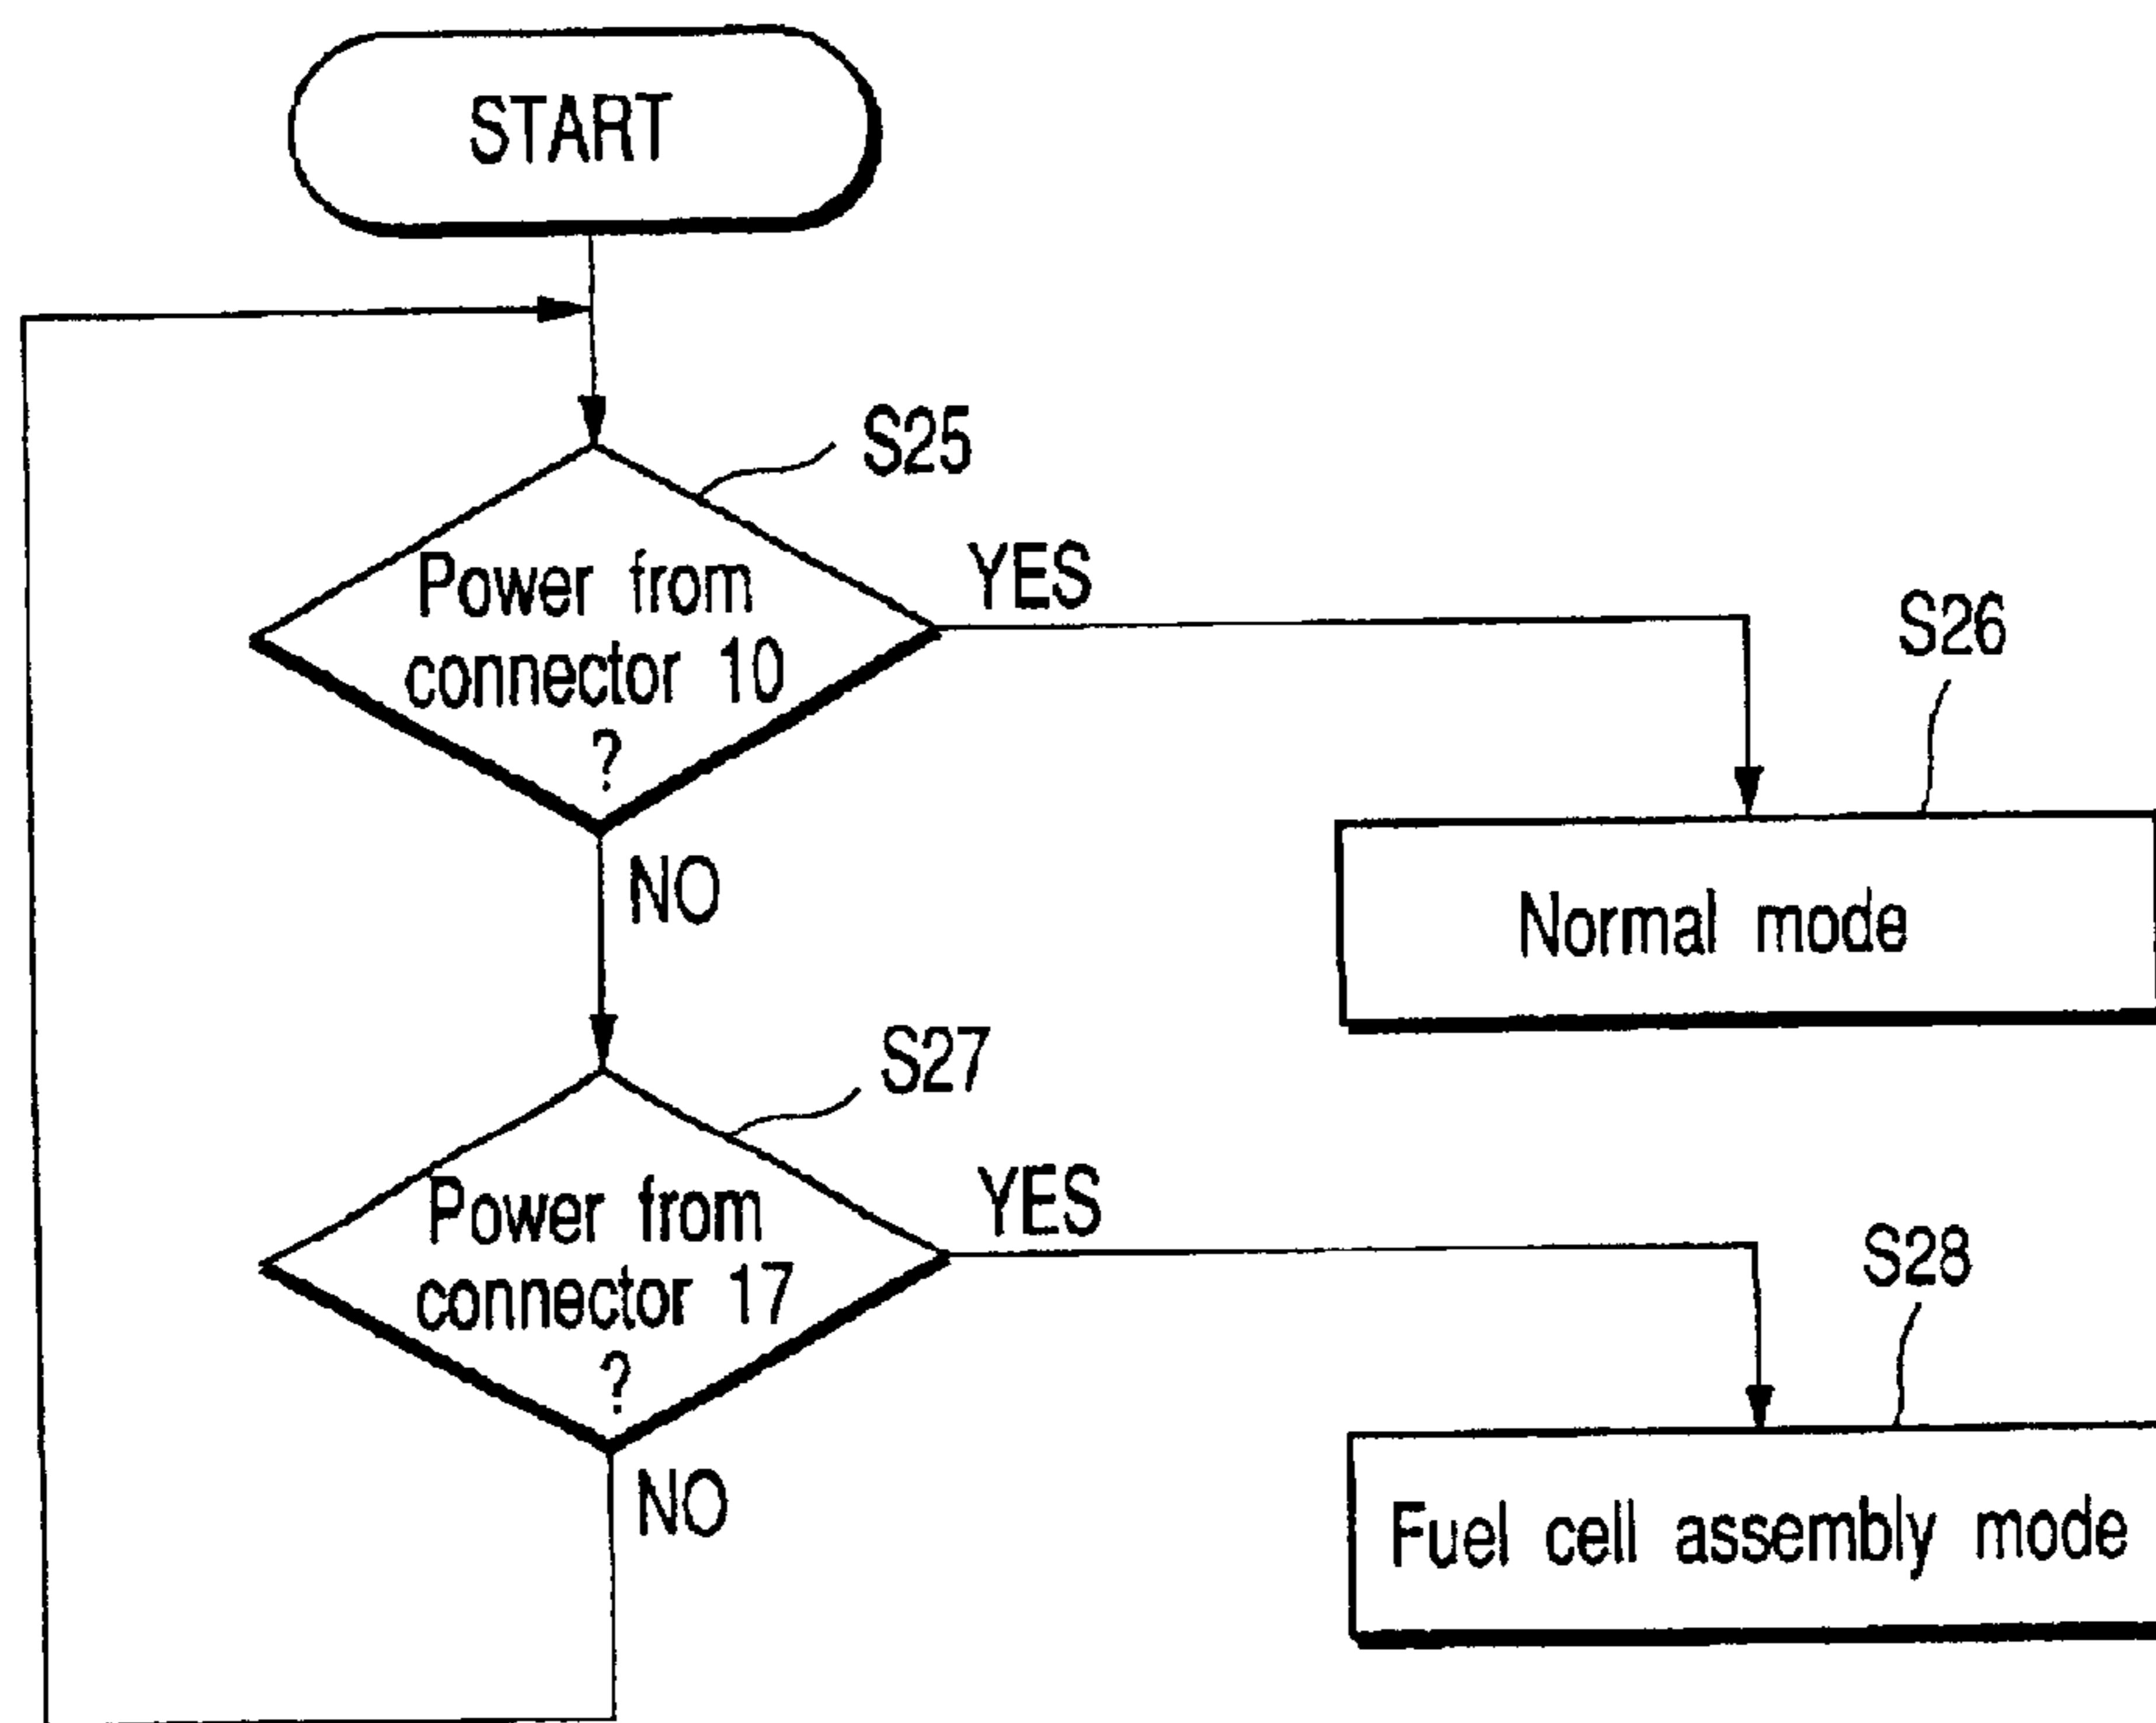 START
S25
Power from
connector 10
?
YES
S26
Normal mode
NO
S27
Power from
connector 17
?
YES
S28
Fuel cell assembly mode
NO